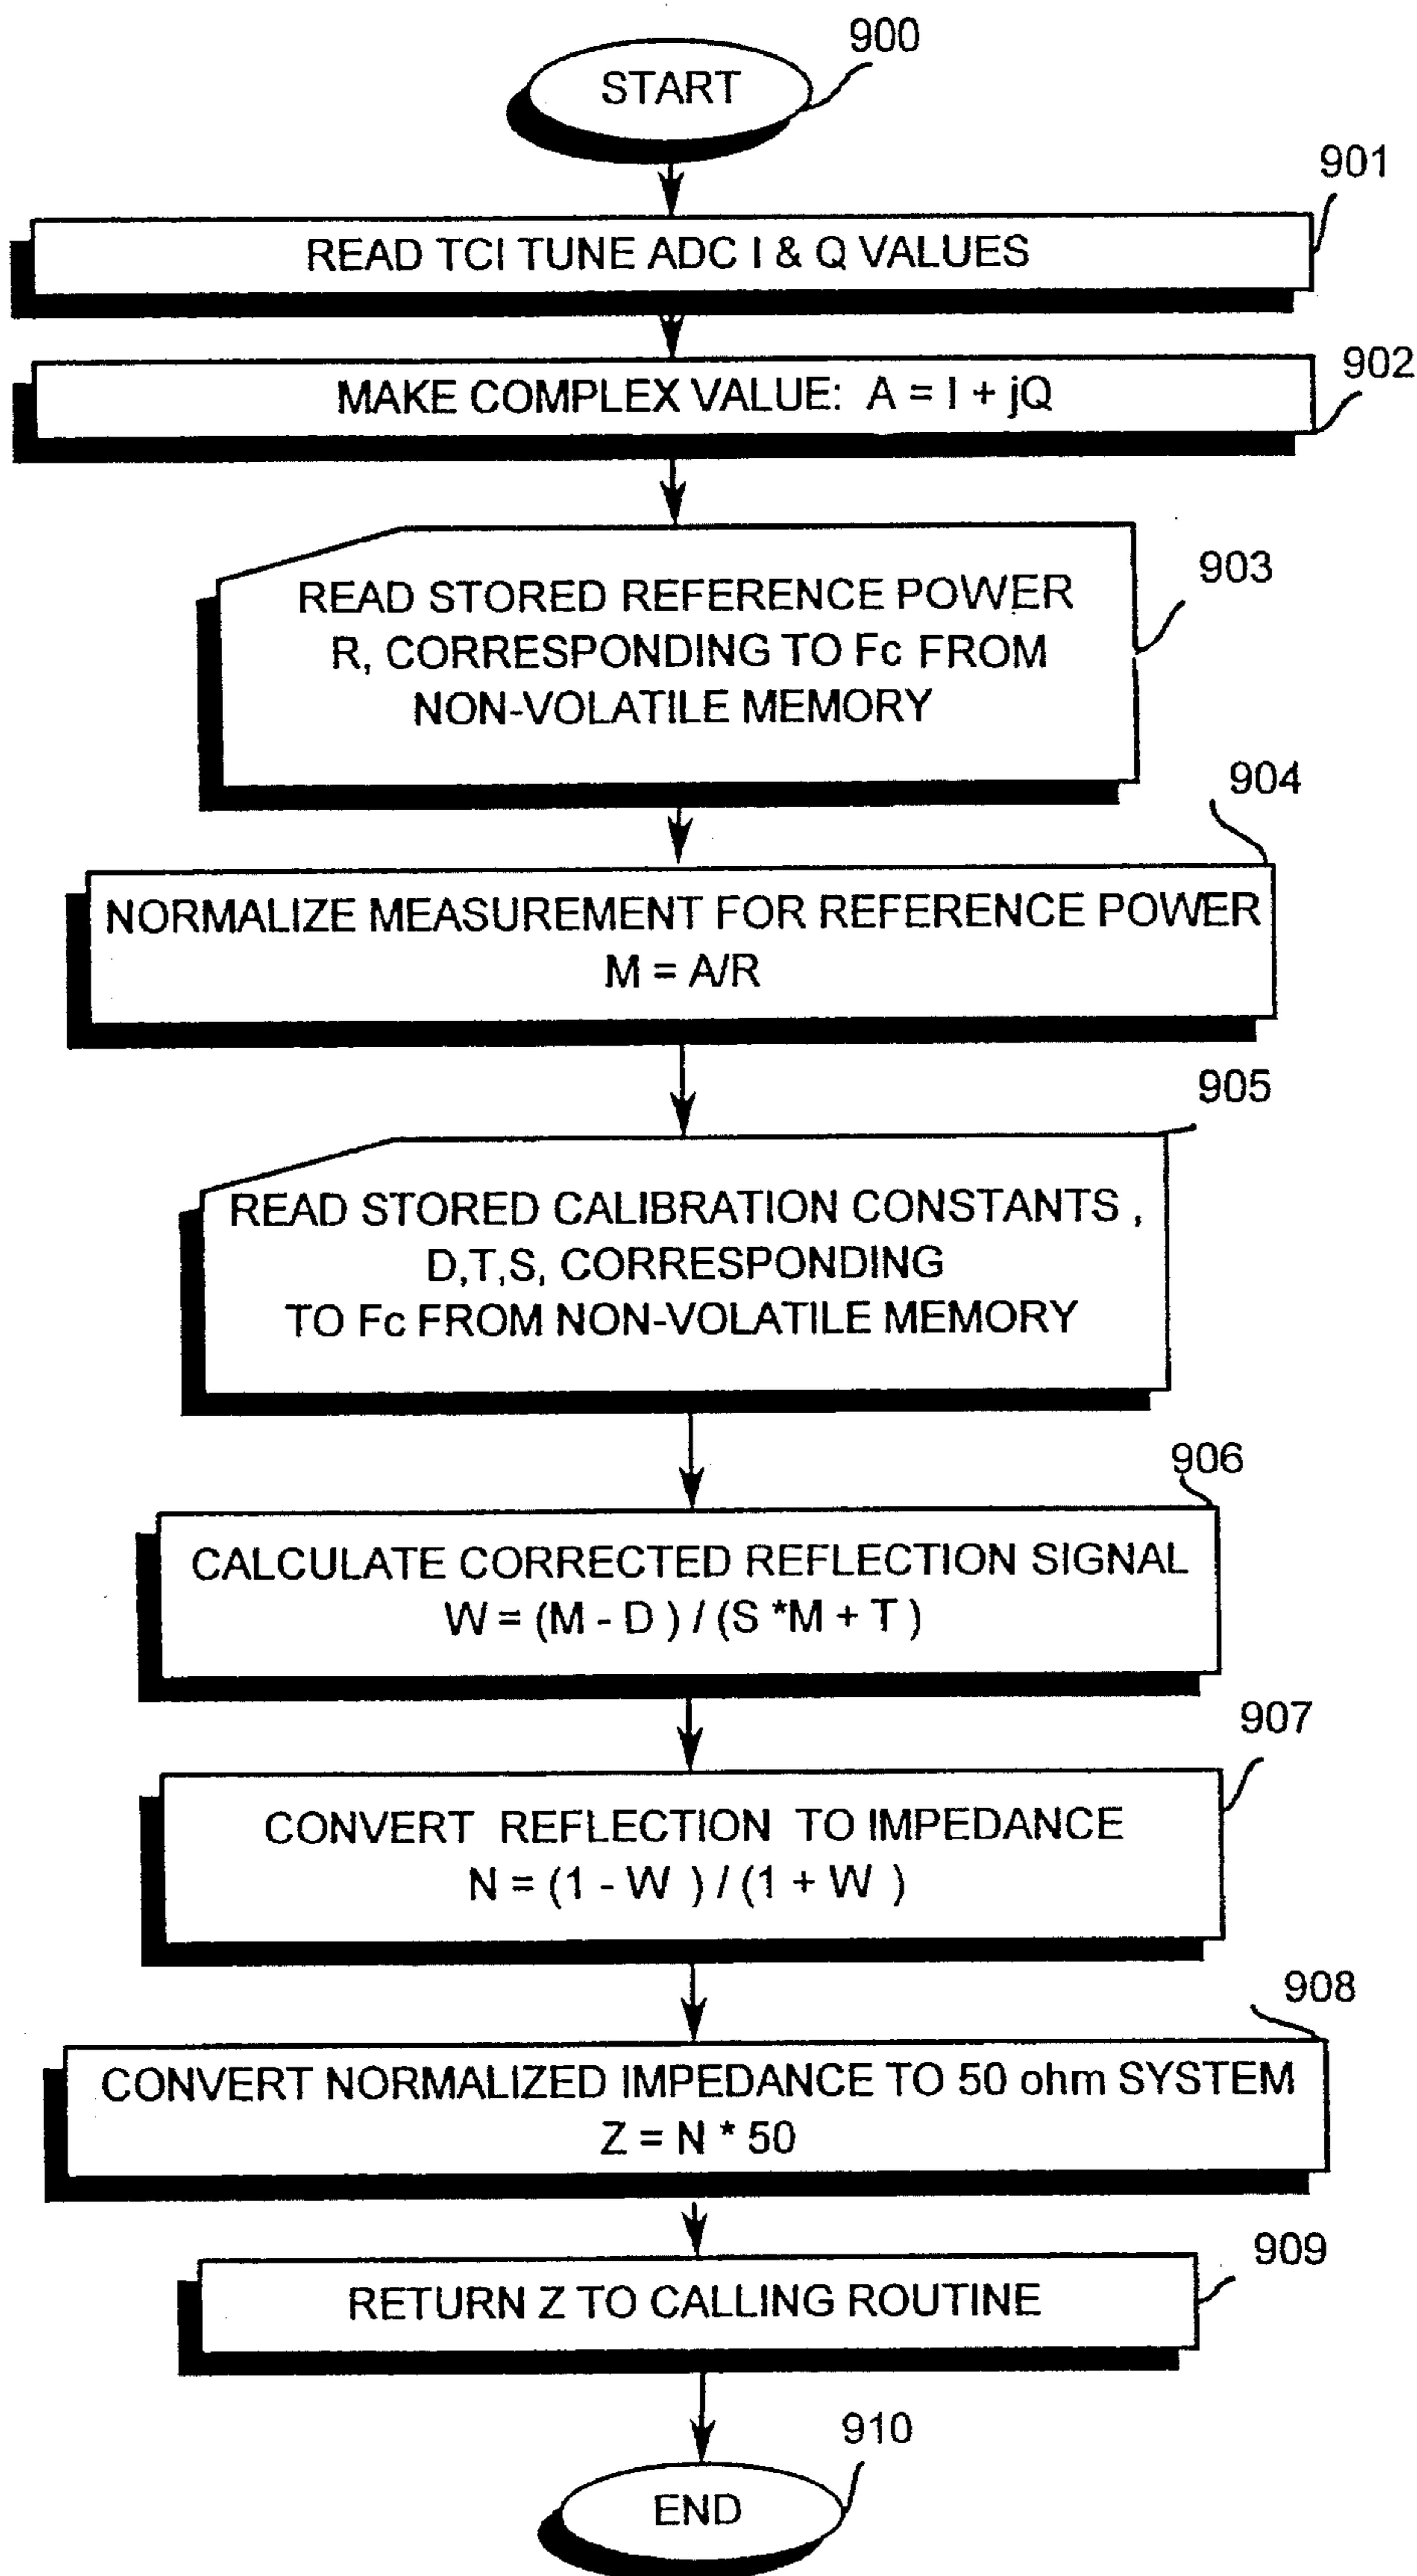 900
START
901
READ TCI TUNE ADC I & Q VALUES
902
MAKE COMPLEX VALUE: A = I + jQ
903
READ STORED REFERENCE POWER
R, CORRESPONDING TO Fc FROM
NON-VOLATILE MEMORY
904
NORMALIZE MEASUREMENT FOR REFERENCE POWER
M = A/R
905
READ STORED CALIBRATION CONSTANTS ,
D,T,S, CORRESPONDING
TO Fc FROM NON-VOLATILE MEMORY
906
CALCULATE CORRECTED REFLECTION SIGNAL
W = (M - D ) / (S *M + T )
907
CONVERT REFLECTION TO IMPEDANCE
N = (1 - W ) / (1 + W )
908
CONVERT NORMALIZED IMPEDANCE TO 50 ohm SYSTEM
Z = N * 50
909
RETURN Z TO CALLING ROUTINE
910
END